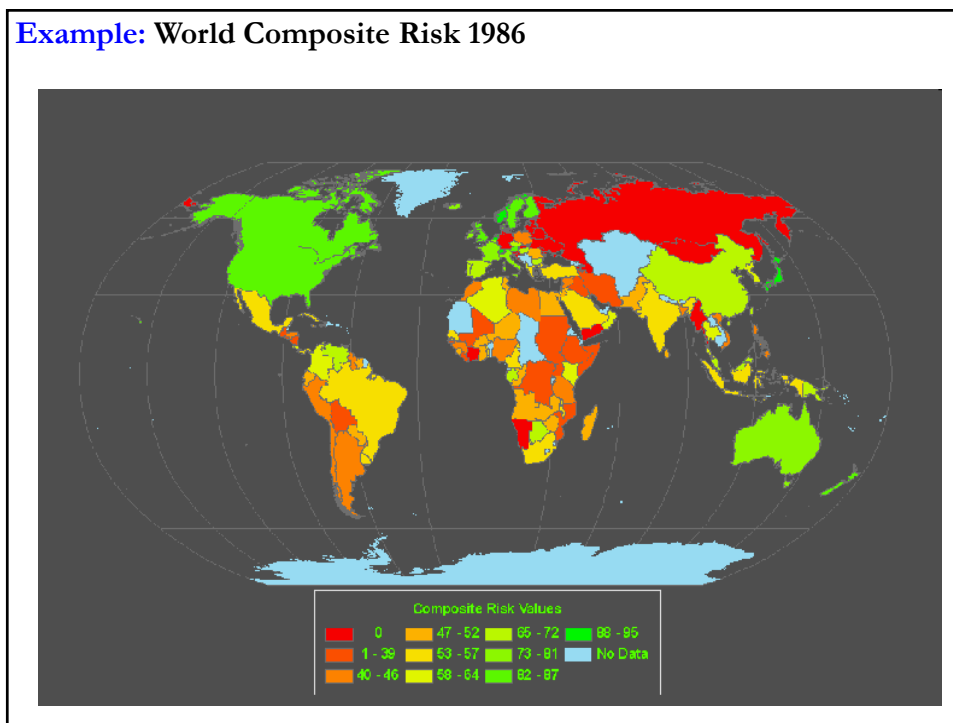 Example: World Composite Risk 1986
Composite Risk Values
0 47 - 52 65 - 72 88 - 95
1 - 39 53 - 57 73 - 81 No Data
40 - 46 58 - 64 82 - 87